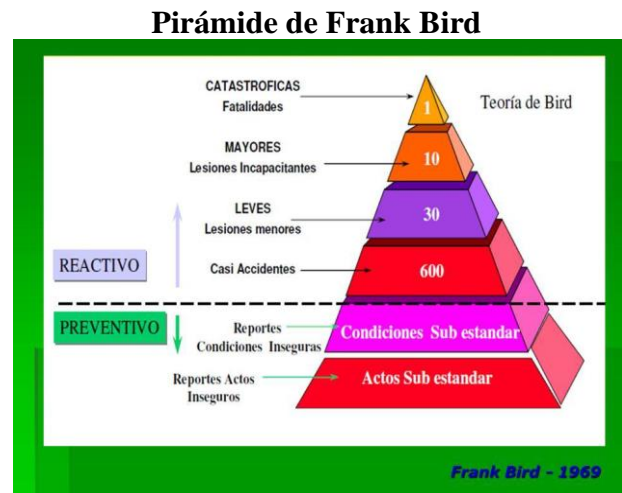 Pirámide de Frank Bird
CATASTROFICAS
Fatalidades
1
Teoría de Bird
MAYORES
Lesiones Incapacitantes
10
LEVES
Lesiones menores
30
REACTIVO
Casi Accidentes
600
PREVENTIVO
Reportes
Condiciones Inseguras
Condiciones Sub estandar
Reportes Actos
Inseguros
Actos Sub estandar
Frank Bird - 1969